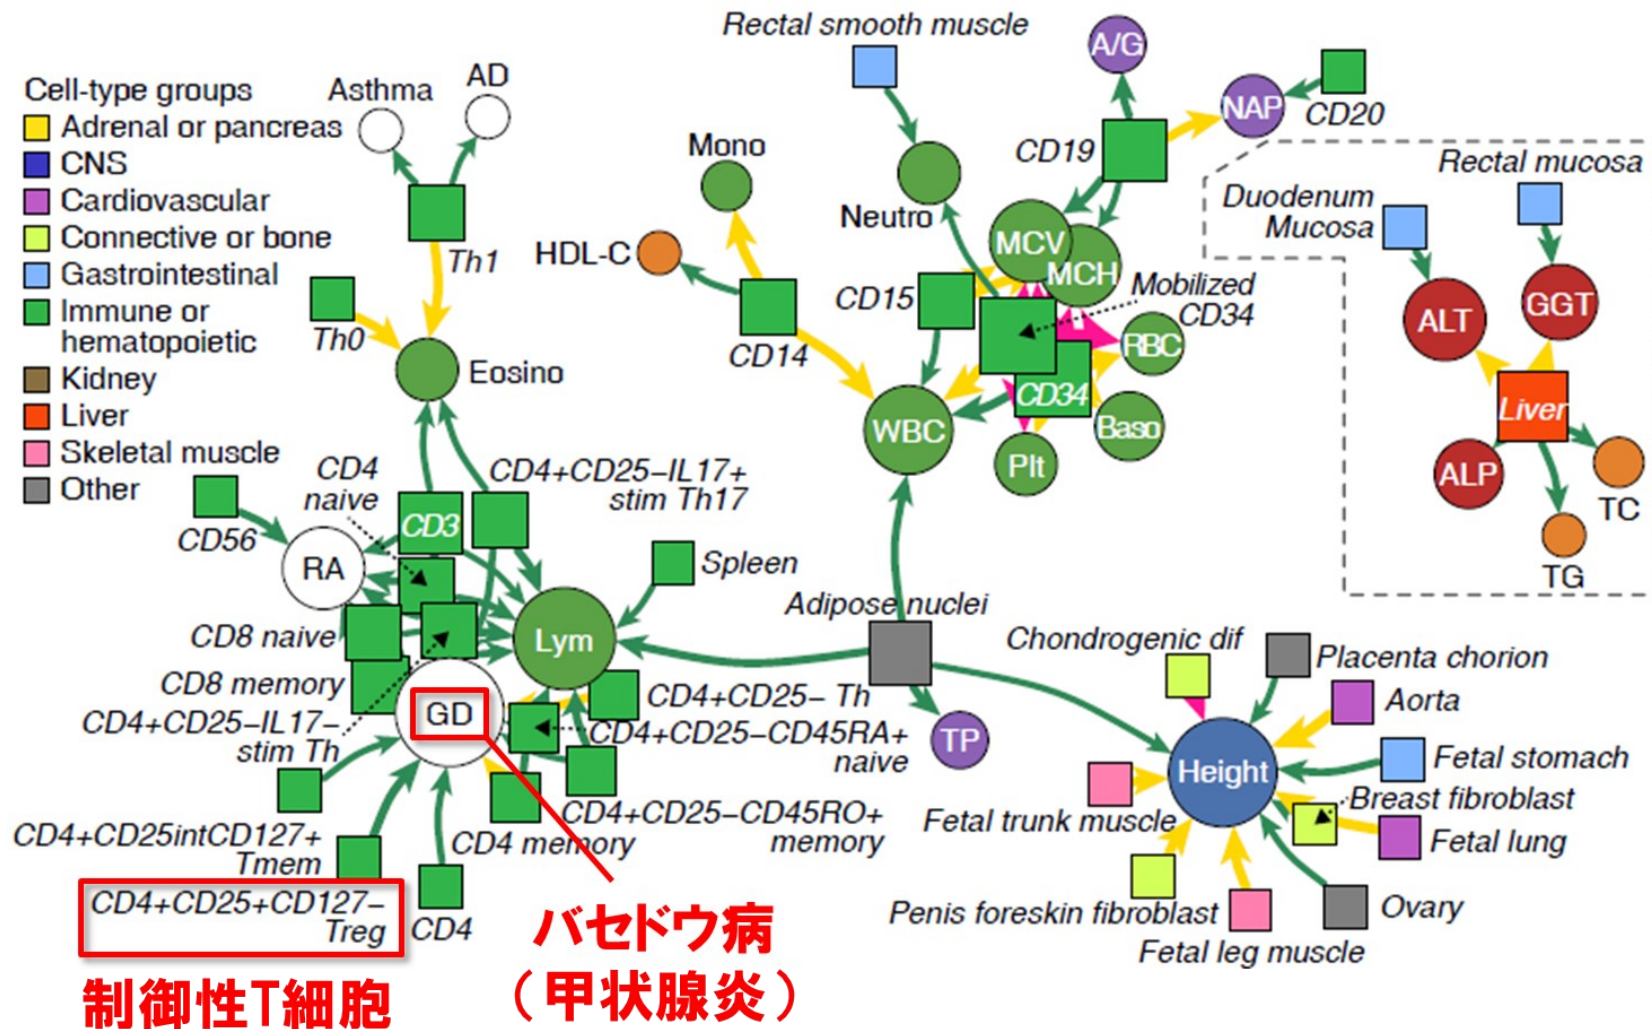 Cell-type groups
Adrenal or pancreas
CNS
Cardiovascular
Connective or bone
Gastrointestinal
Immune or
hematopoietic
Kidney
Liver
Skeletal muscle
Other
Asthma
AD
Th1
Th0
Eosino
Mono
HDL-C
CD14
Rectal smooth muscle
Neutro
A/G
NAP
CD20
CD19
MCV
MCH
CD15
Mobilized
CD34
RBC
CD34
WBC
Baso
Plt
Rectal mucosa
Duodenum
Mucosa
ALT
GGT
Liver
ALP
TC
TG
CD4
naive
CD3
CD4+CD25−IL17+
stim Th17
CD56
RA
Spleen
Lym
CD8 naive
CD8 memory
CD4+CD25−IL17−
stim Th
GD
CD4+CD25− Th
CD4+CD25−CD45RA+
naive
CD4+CD25−CD45RO+
memory
CD4 memory
CD4+CD25intCD127+
Tmem
CD4+CD25+CD127−
Treg
CD4
制御性T細胞
バセドウ病
（甲状腺炎）
Adipose nuclei
TP
Chondrogenic dif
Placenta chorion
Aorta
Height
Fetal stomach
Breast fibroblast
Fetal trunk muscle
Fetal lung
Penis foreskin fibroblast
Ovary
Fetal leg muscle